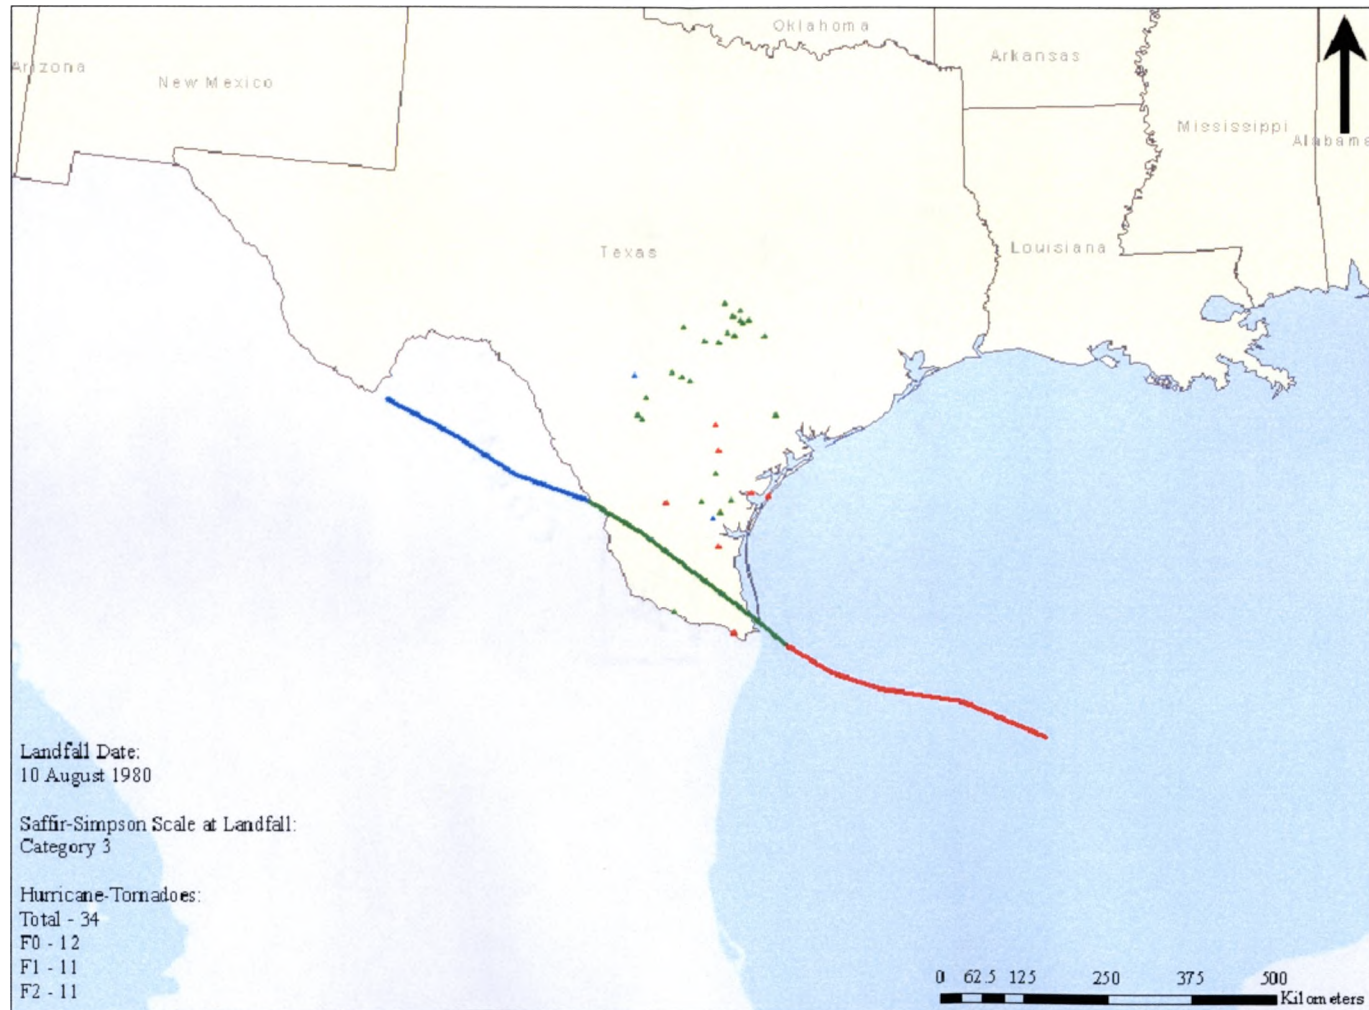 Oklahoma
Arkansas
Arizona
New Mexico
Mississippi
Alabama
Texas
Louisiana
Landfall Date:
10 August 1980
Saffir-Simpson Scale at Landfall:
Category 3
Hurricane-Tornadoes:
Total - 34
F0 - 12
F1 - 11
F2 - 11
0 62.5 125 250 375 500
Kilometers